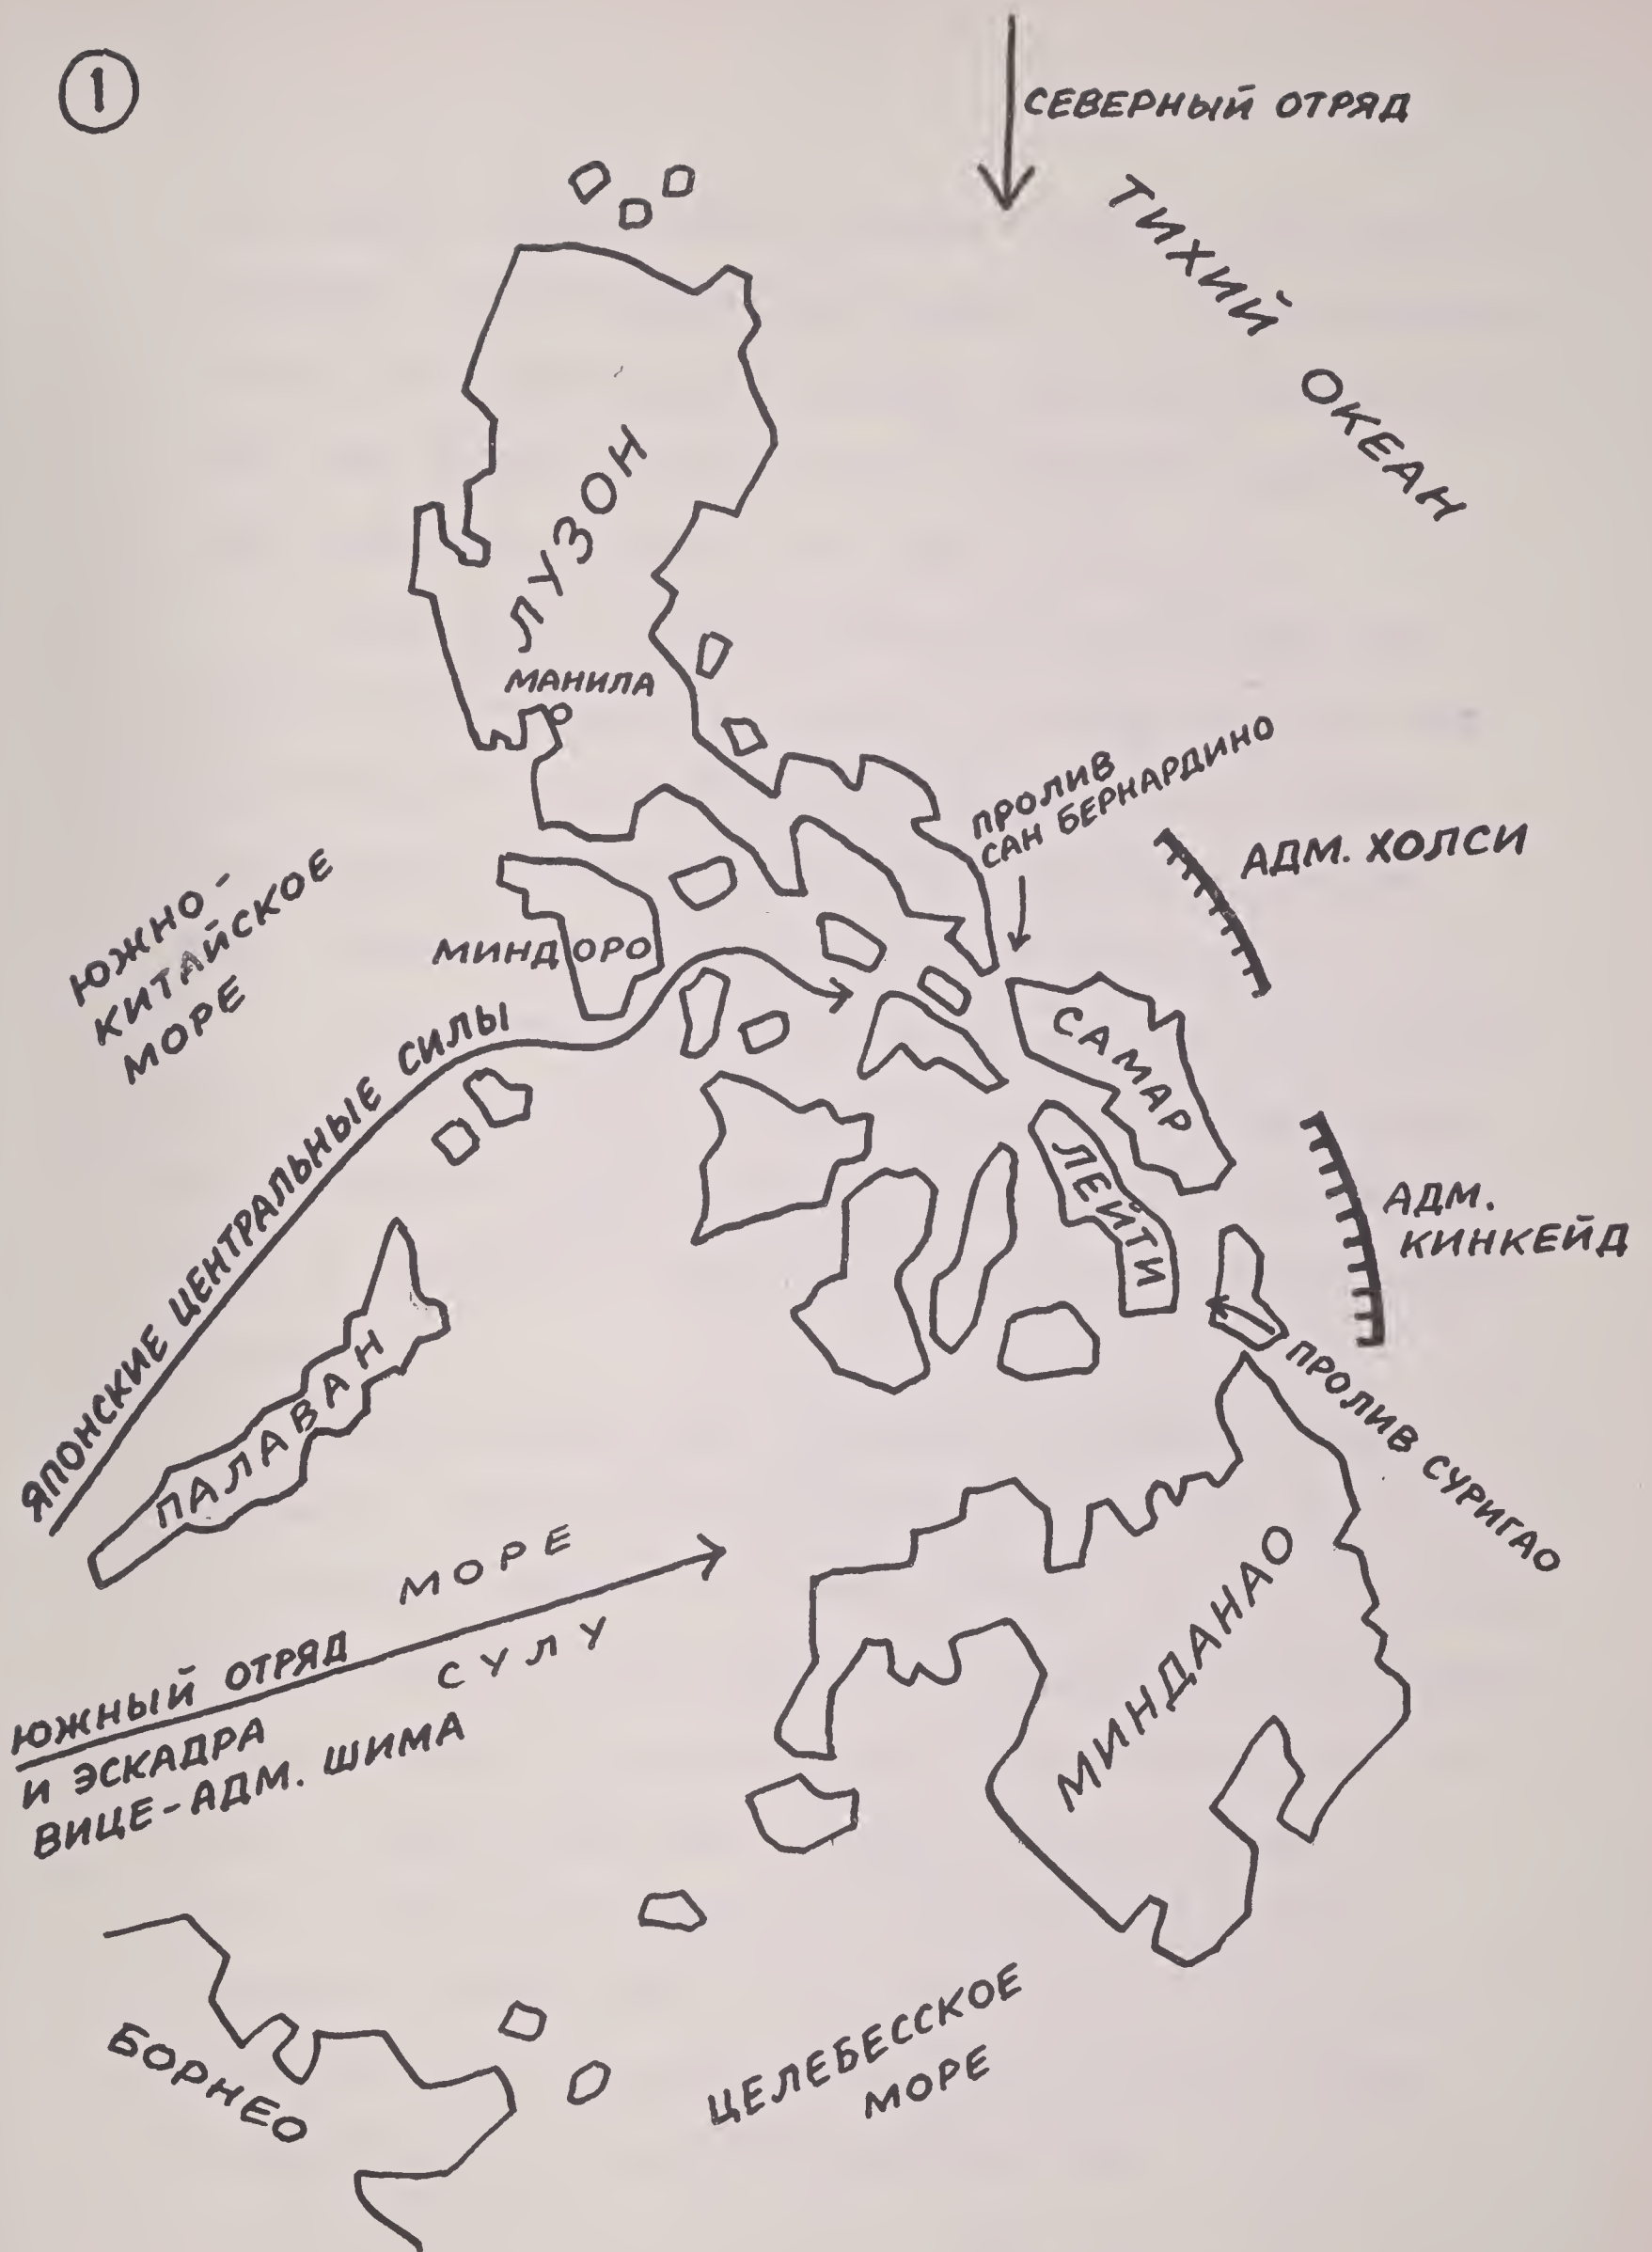 1
СЕВЕРНЫЙ ОТРЯД
ТИХИЙ ОКЕАН
ЛУЗОН
МАНИЛА
ПРОЛИВ
САН БЕРНАРДИНО
АДМ. ХОЛСИ
ЮЖНО-
КИТАЙСКОЕ
МОРЕ
МИНДОРО
ЯПОНСКИЕ ЦЕНТРАЛЬНЫЕ СИЛЫ
САМАР
ЛЕЙТИ
АДМ.
КИНКЕЙД
ПРОЛИВ СУРИГАО
ПАЛАВАН
МОРЕ
СУЛУ
ЮЖНЫЙ ОТРЯД
И ЭСКАДРА
ВИЦЕ-АДМ. ШИМА
МИНДАНАО
БОРНЕО
ЦЕЛЕБЕССКОЕ
МОРЕ